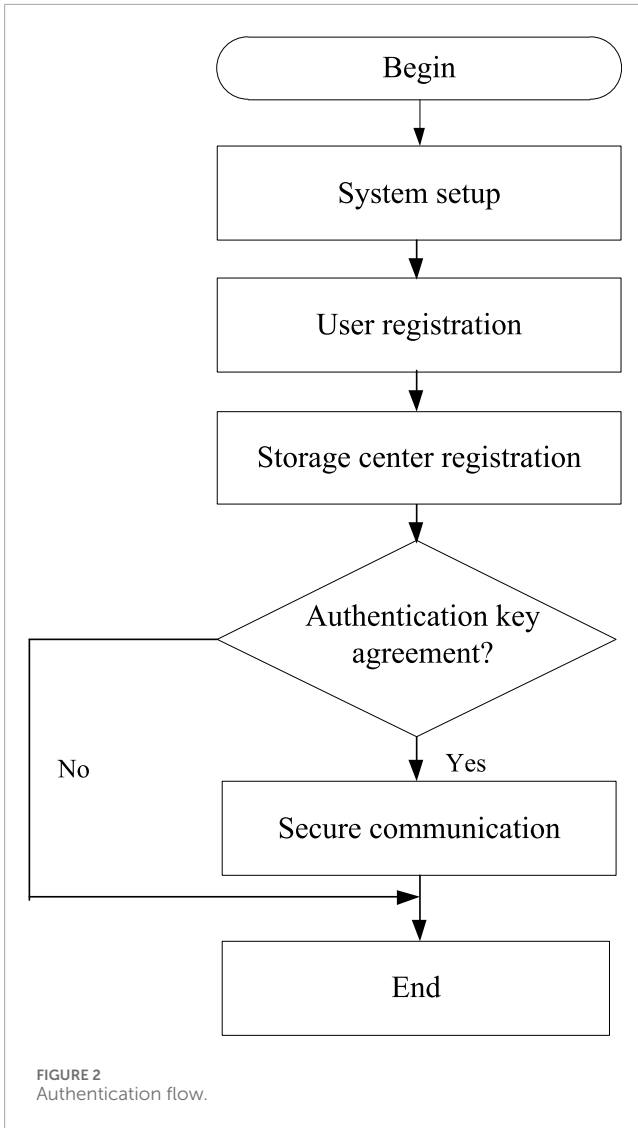 Begin
System setup
User registration
Storage center registration
Authentication key
agreement?
No
Yes
Secure communication
End
FIGURE 2
Authentication flow.